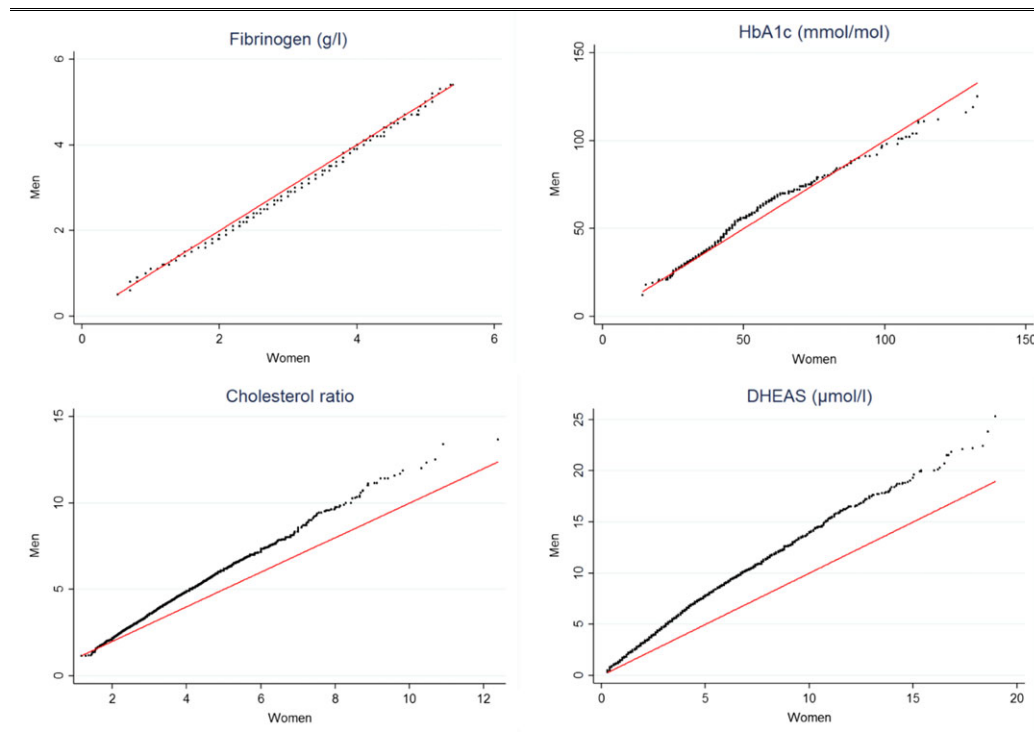 Fibrinogen (g/l)
6
4
2
0
Men
0 2 4 6
Women
HbA1c (mmol/mol)
150
100
50
0
Men
0 50 100 150
Women
Cholesterol ratio
15
10
5
0
Men
2 4 6 8 10 12
Women
DHEAS (µmol/l)
25
20
15
10
5
0
Men
0 5 10 15 20
Women